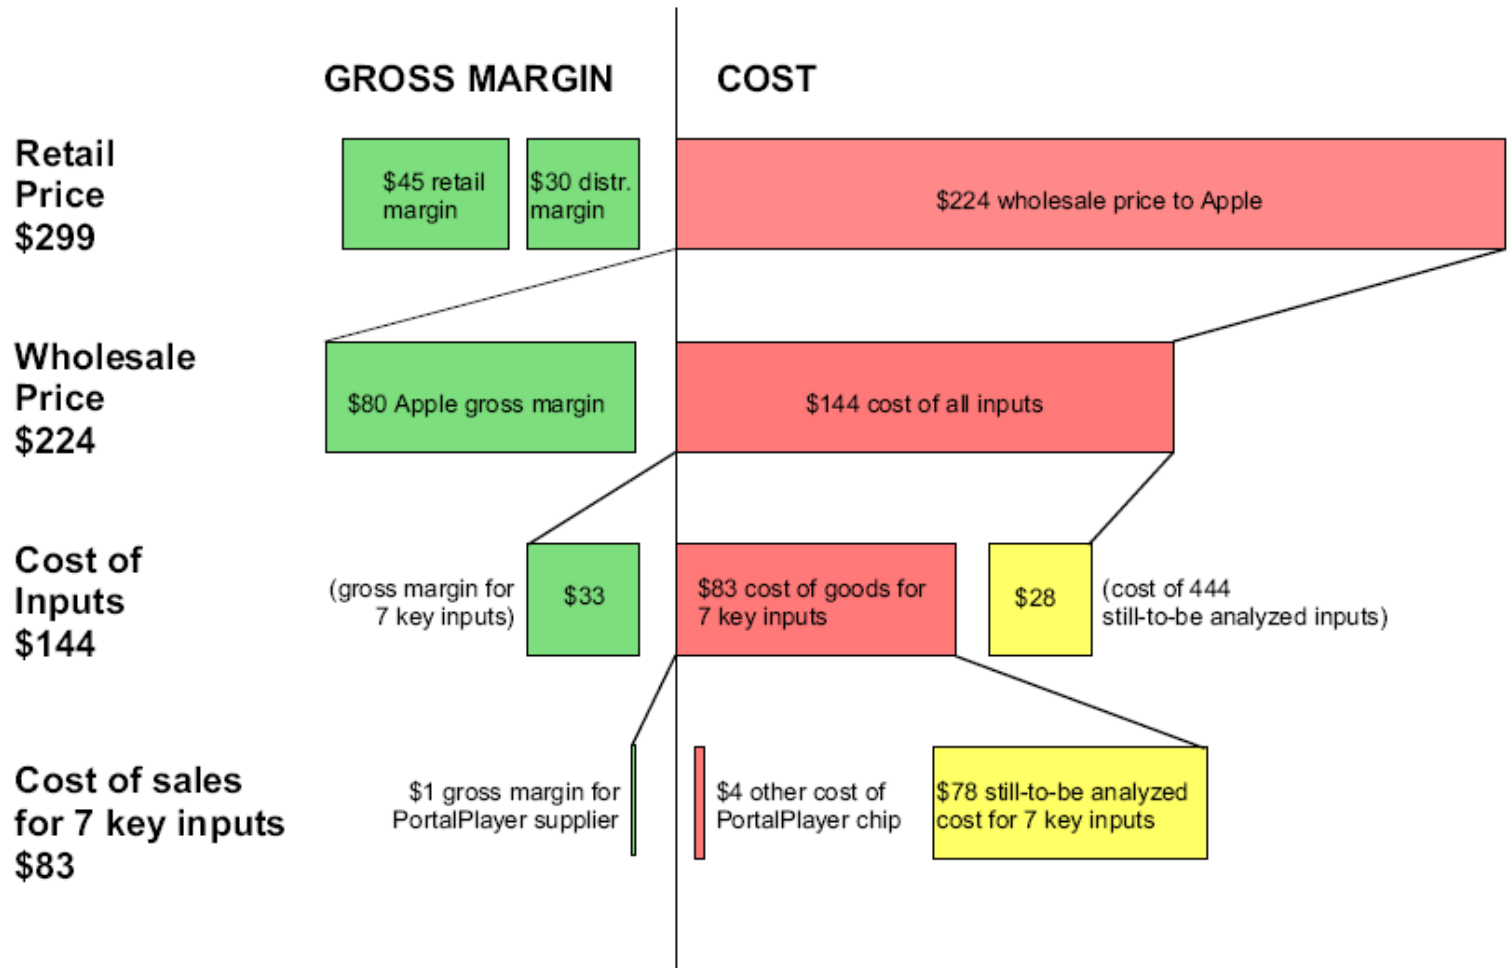 GROSS MARGIN
COST
Retail
Price
$299
$45 retail
margin
$30 distr.
margin
$224 wholesale price to Apple
Wholesale
Price
$224
$80 Apple gross margin
$144 cost of all inputs
Cost of
Inputs
$144
(gross margin for
7 key inputs)
$33
$83 cost of goods for
7 key inputs
$28
(cost of 444
still-to-be analyzed inputs)
Cost of sales
for 7 key inputs
$83
$1 gross margin for
PortalPlayer supplier
$4 other cost of
PortalPlayer chip
$78 still-to-be analyzed
cost for 7 key inputs